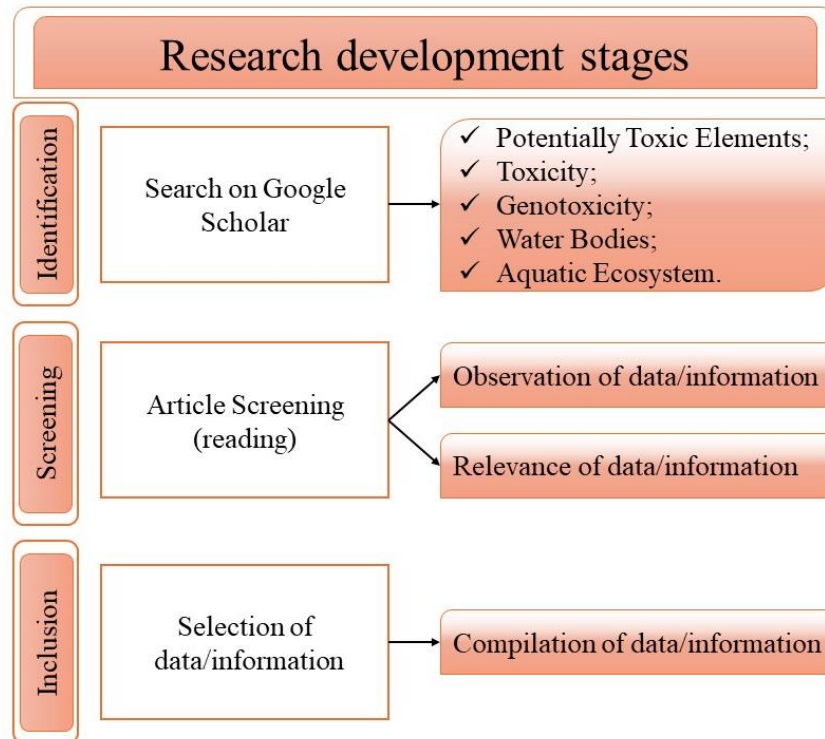 Research development stages
Identification
Search on Google
Scholar
✓ Potentially Toxic Elements;
✓ Toxicity;
✓ Genotoxicity;
✓ Water Bodies;
✓ Aquatic Ecosystem.
Screening
Article Screening
(reading)
Observation of data/information
Relevance of data/information
Inclusion
Selection of
data/information
Compilation of data/information